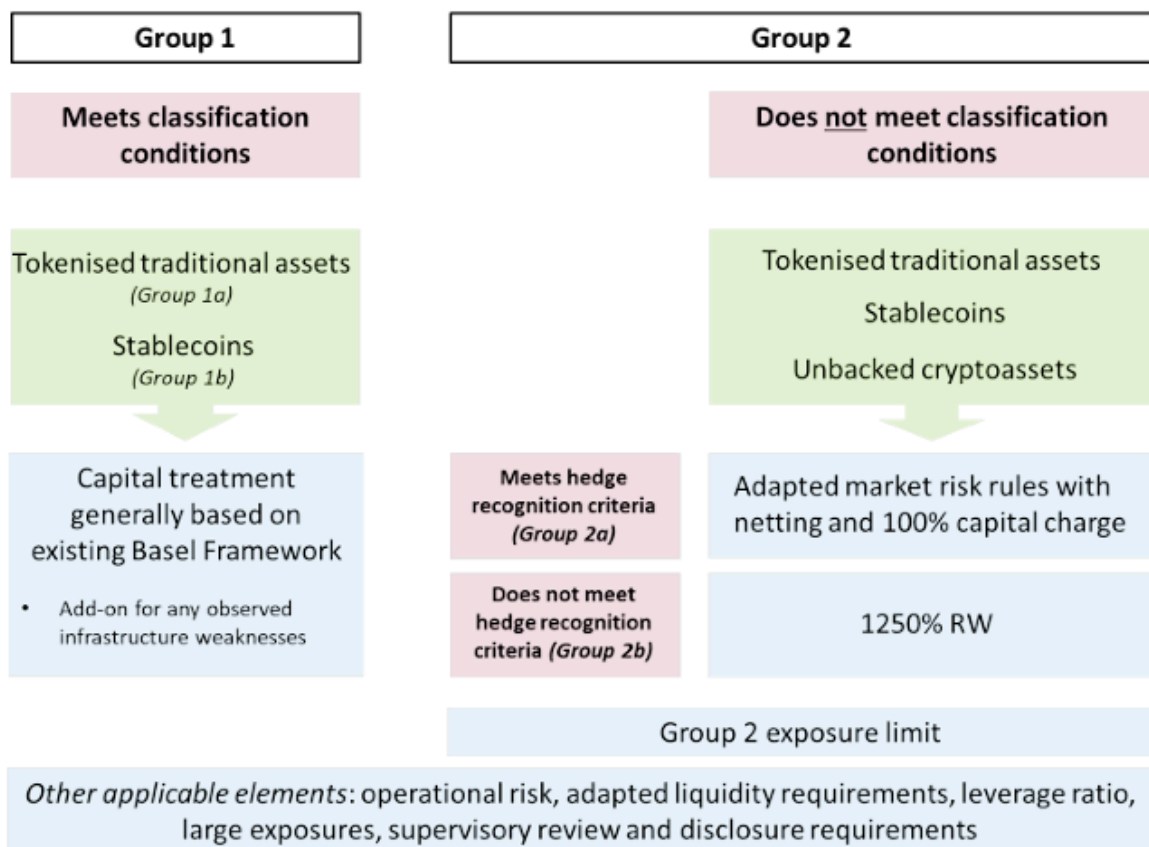 Group 1
Group 2
Meets classification
conditions
Does not meet classification
conditions
Tokenised traditional assets
(Group 1a)
Stablecoins
(Group 1b)
Tokenised traditional assets
Stablecoins
Unbacked cryptoassets
Capital treatment
generally based on
existing Basel Framework
• Add-on for any observed
infrastructure weaknesses
Meets hedge
recognition criteria
(Group 2a)
Adapted market risk rules with
netting and 100% capital charge
Does not meet
hedge recognition
criteria (Group 2b)
1250% RW
Group 2 exposure limit
Other applicable elements: operational risk, adapted liquidity requirements, leverage ratio,
large exposures, supervisory review and disclosure requirements